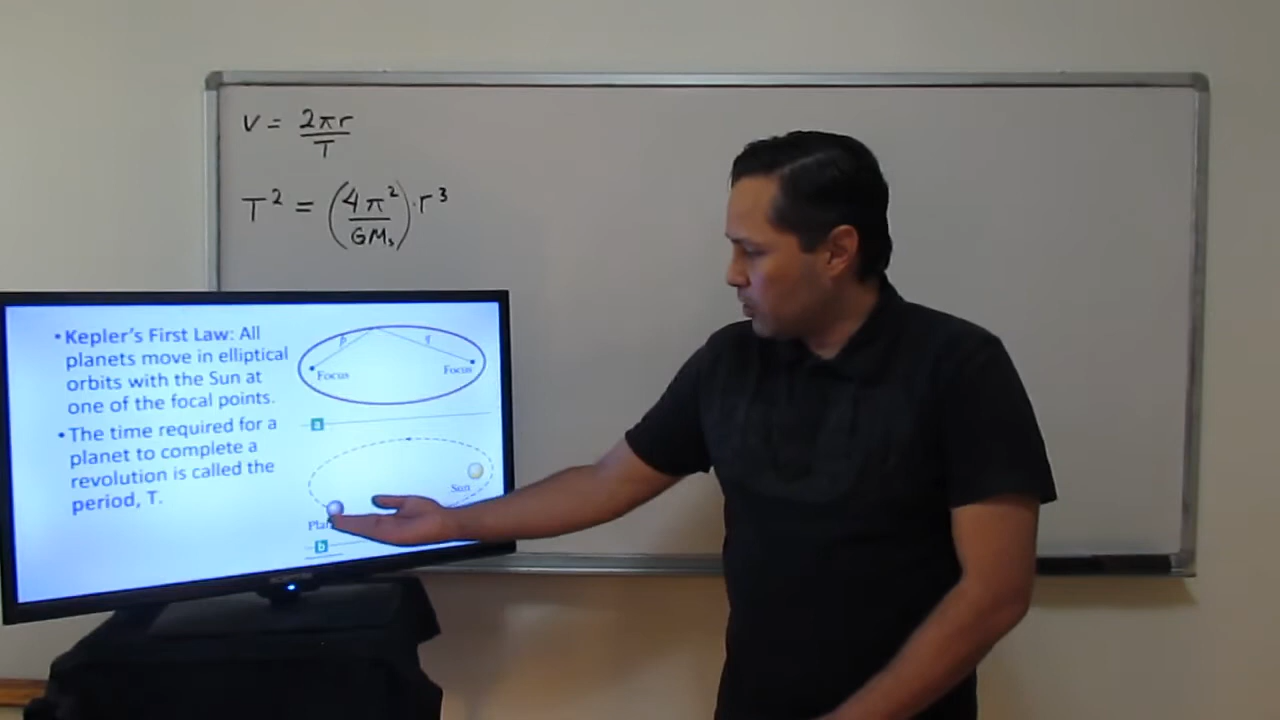 v = 2πr / T
T² = (4π² / GMₛ) · r³
• Kepler's First Law: All
planets move in elliptical
orbits with the Sun at
one of the focal points.
• The time required for a
planet to complete a
revolution is called the
period, T.
p
q
Focus
Focus
a
Sun
b